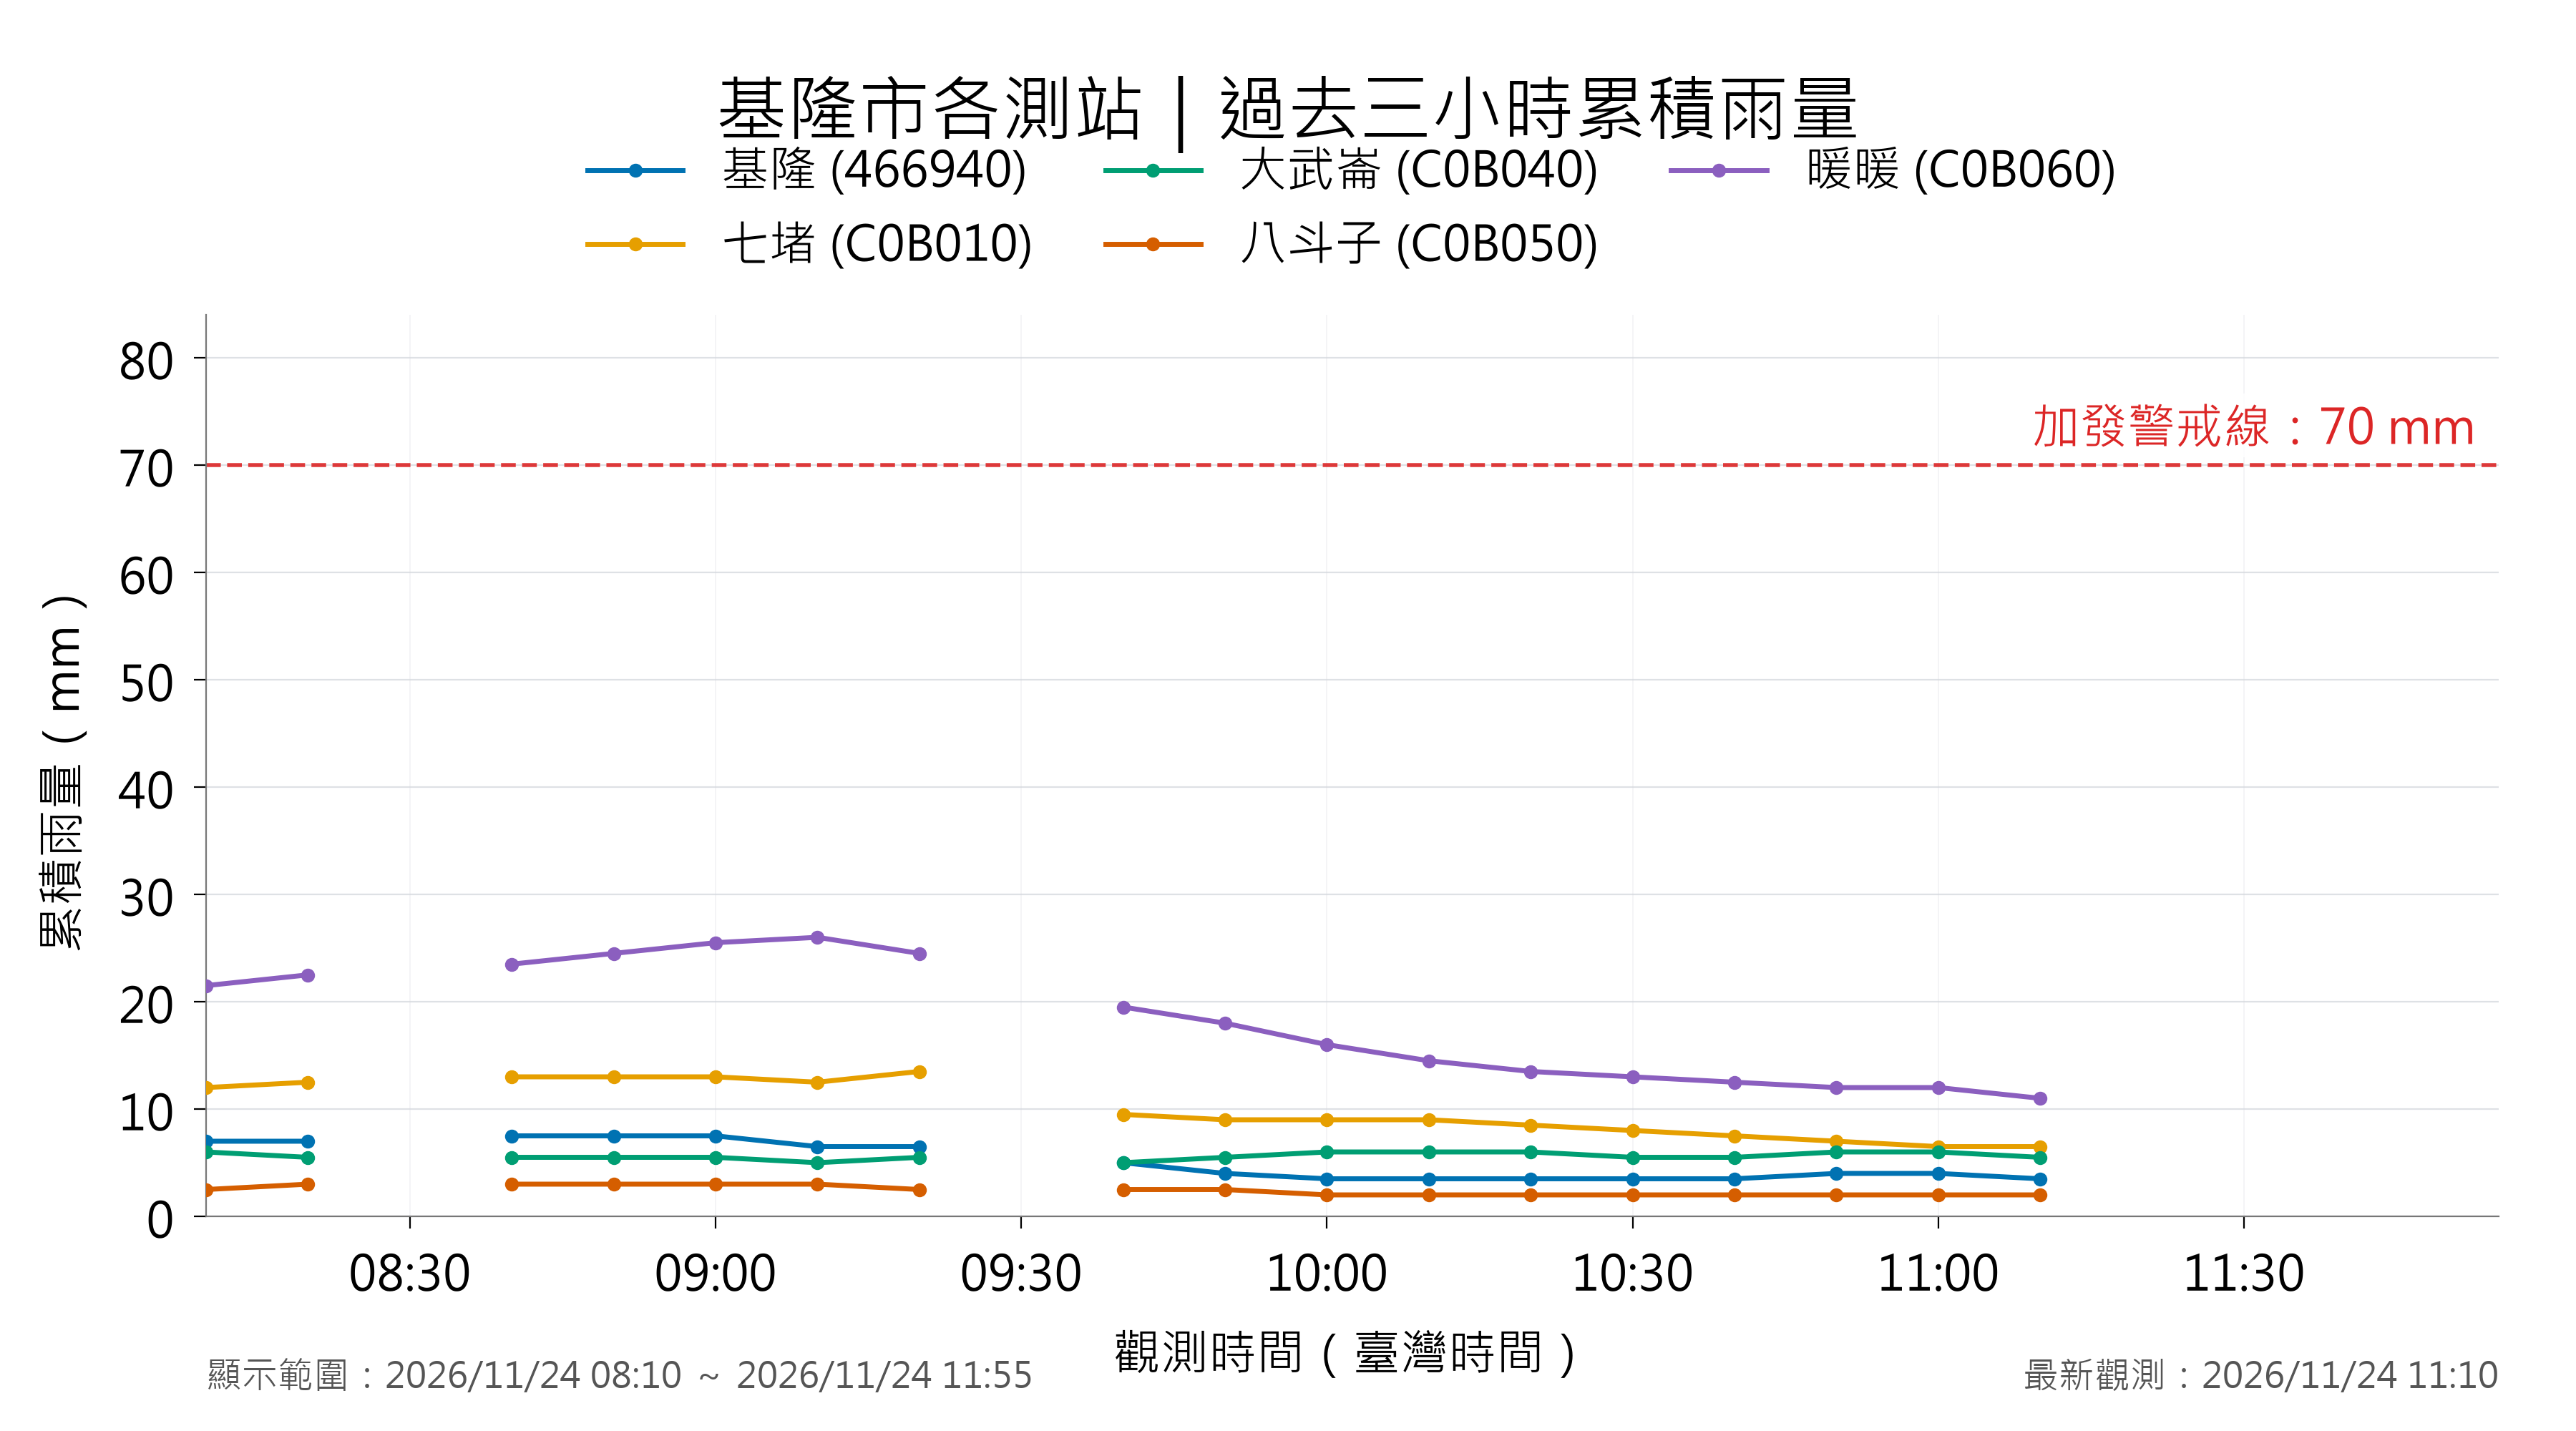 基隆市各測站｜過去三小時累積雨量
基隆 (466940)
大武崙 (C0B040)
暖暖 (C0B060)
七堵 (C0B010)
八斗子 (C0B050)
累積雨量（mm）
80
70
60
50
40
30
20
10
0
加發警戒線：70 mm
08:30
09:00
09:30
10:00
10:30
11:00
11:30
觀測時間（臺灣時間）
顯示範圍：2026/11/24 08:10 ~ 2026/11/24 11:55
最新觀測：2026/11/24 11:10